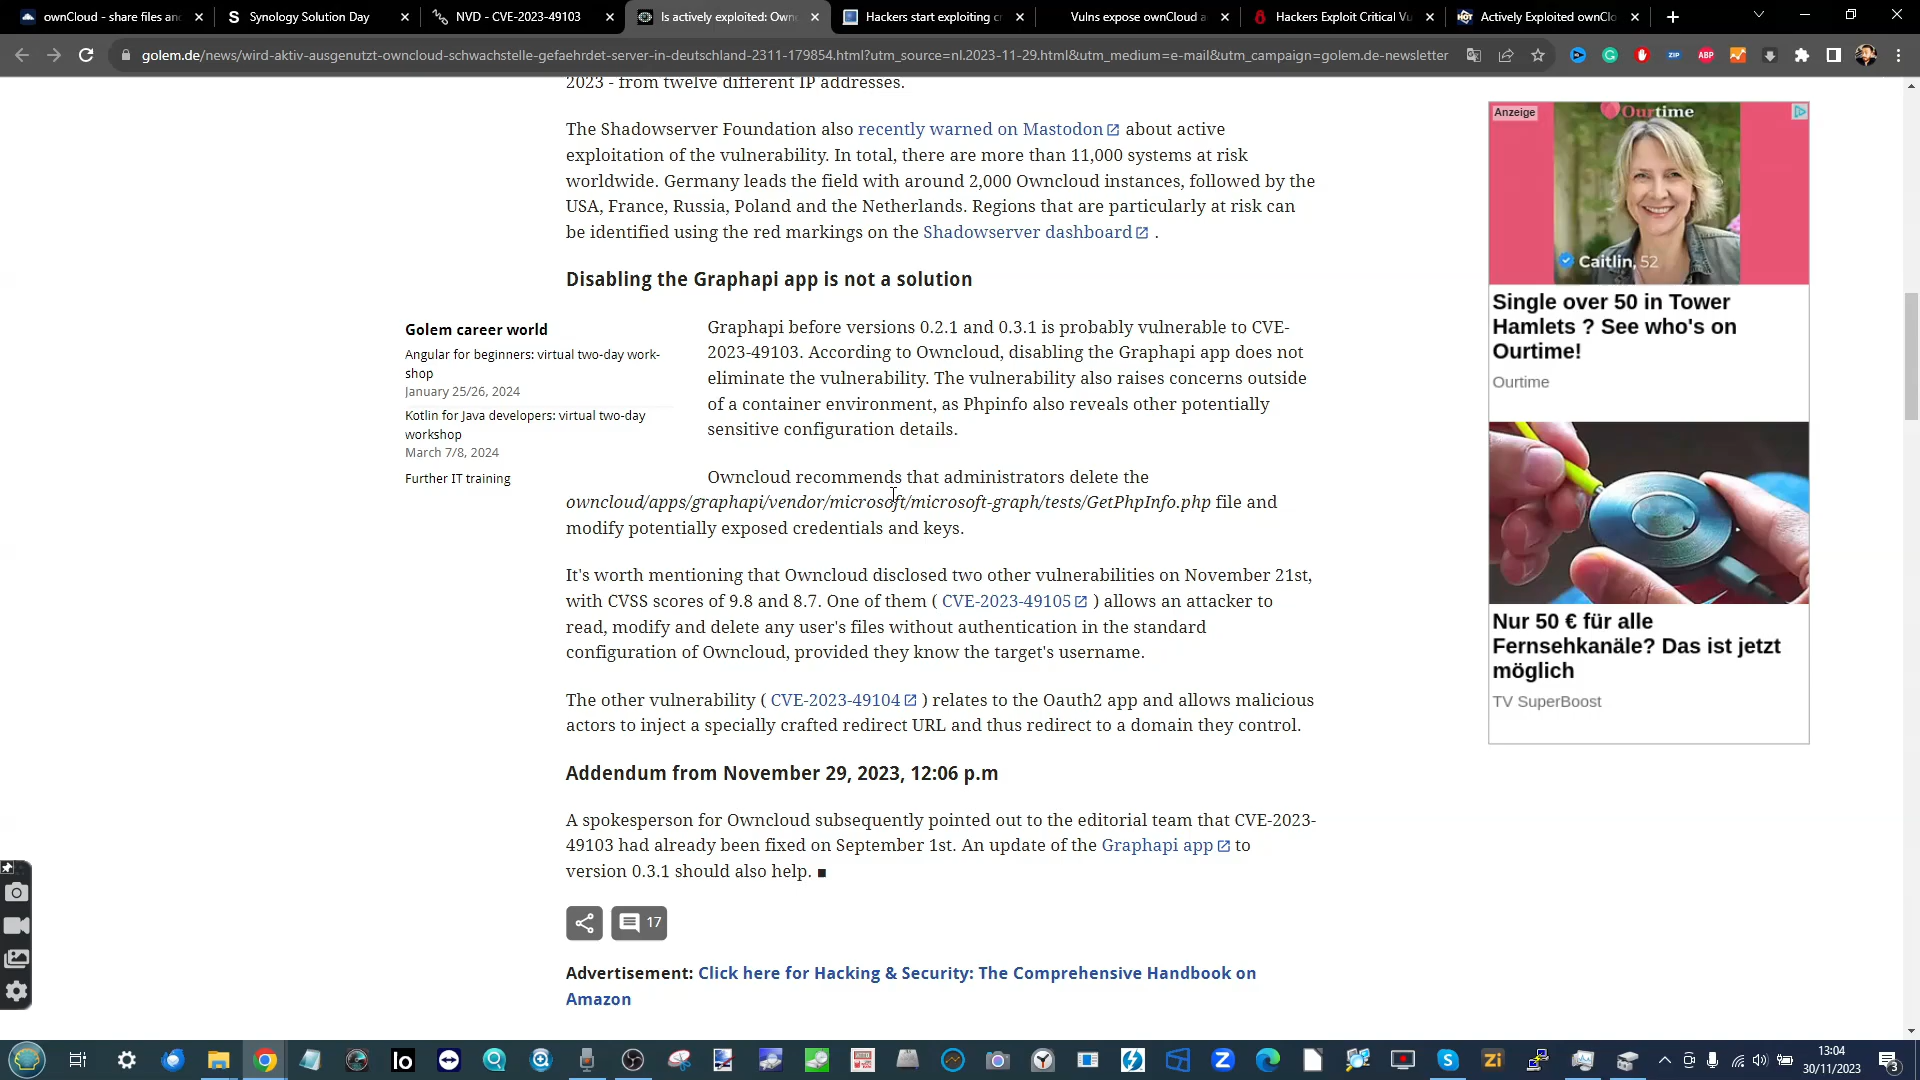 ownCloud - share files an
Synology Solution Day
NVD - CVE-2023-49103
Is actively exploited: Own
Hackers start exploiting c
Vulns expose ownCloud a
Hackers Exploit Critical Vu
Actively Exploited ownClo
golem.de/news/wird-aktiv-ausgenutzt-owncloud-schwachstelle-gefaehrdet-server-in-deutschland-2311-179854.html?utm_source=nl.2023-11-29.html&utm_medium=e-mail&utm_campaign=golem.de-newsletter
ZIP
ABP
2023 - from twelve different IP addresses.
The Shadowserver Foundation also recently warned on Mastodon about active
exploitation of the vulnerability. In total, there are more than 11,000 systems at risk
worldwide. Germany leads the field with around 2,000 Owncloud instances, followed by the
USA, France, Russia, Poland and the Netherlands. Regions that are particularly at risk can
be identified using the red markings on the Shadowserver dashboard .
Disabling the Graphapi app is not a solution
Golem career world
Angular for beginners: virtual two-day work-
shop
January 25/26, 2024
Kotlin for Java developers: virtual two-day
workshop
March 7/8, 2024
Further IT training
Graphapi before versions 0.2.1 and 0.3.1 is probably vulnerable to CVE-
2023-49103. According to Owncloud, disabling the Graphapi app does not
eliminate the vulnerability. The vulnerability also raises concerns outside
of a container environment, as Phpinfo also reveals other potentially
sensitive configuration details.
Owncloud recommends that administrators delete the
owncloud/apps/graphapi/vendor/microsoft/microsoft-graph/tests/GetPhpInfo.php file and
modify potentially exposed credentials and keys.
It's worth mentioning that Owncloud disclosed two other vulnerabilities on November 21st,
with CVSS scores of 9.8 and 8.7. One of them ( CVE-2023-49105 ) allows an attacker to
read, modify and delete any user's files without authentication in the standard
configuration of Owncloud, provided they know the target's username.
The other vulnerability ( CVE-2023-49104 ) relates to the Oauth2 app and allows malicious
actors to inject a specially crafted redirect URL and thus redirect to a domain they control.
Addendum from November 29, 2023, 12:06 p.m
A spokesperson for Owncloud subsequently pointed out to the editorial team that CVE-2023-
49103 had already been fixed on September 1st. An update of the Graphapi app to
version 0.3.1 should also help. ■
17
Advertisement: Click here for Hacking & Security: The Comprehensive Handbook on
Amazon
Anzeige
Ourtime
Caitlin, 52
Single over 50 in Tower
Hamlets ? See who's on
Ourtime!
Ourtime
Nur 50 € für alle
Fernsehkanäle? Das ist jetzt
möglich
TV SuperBoost
Io
Zi
13:04
30/11/2023
3